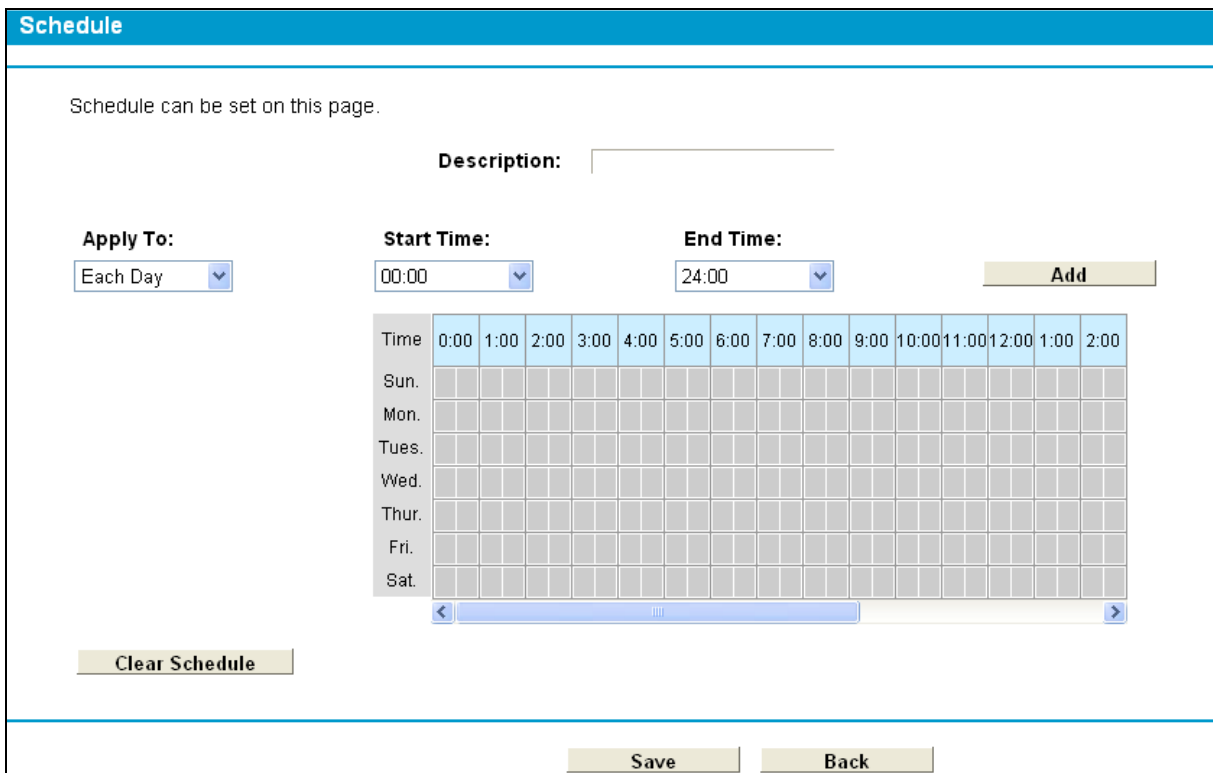 Schedule
Schedule can be set on this page.
Description:
Apply To: Start Time: End Time:
Each Day 00:00 24:00 Add
Time 0:00 1:00 2:00 3:00 4:00 5:00 6:00 7:00 8:00 9:00 10:00 11:00 12:00 1:00 2:00
Sun.
Mon.
Tues.
Wed.
Thur.
Fri.
Sat.
Clear Schedule
Save Back